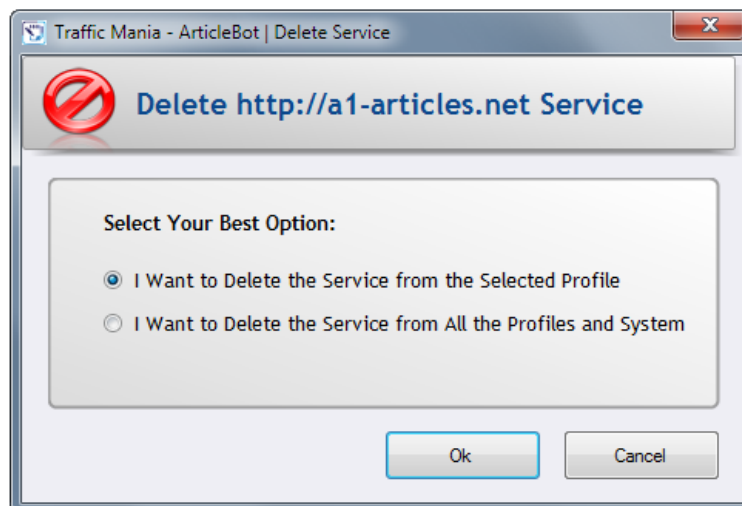 Traffic Mania - ArticleBot | Delete Service
Delete http://a1-articles.net Service
Select Your Best Option:
I Want to Delete the Service from the Selected Profile
I Want to Delete the Service from All the Profiles and System
Ok
Cancel